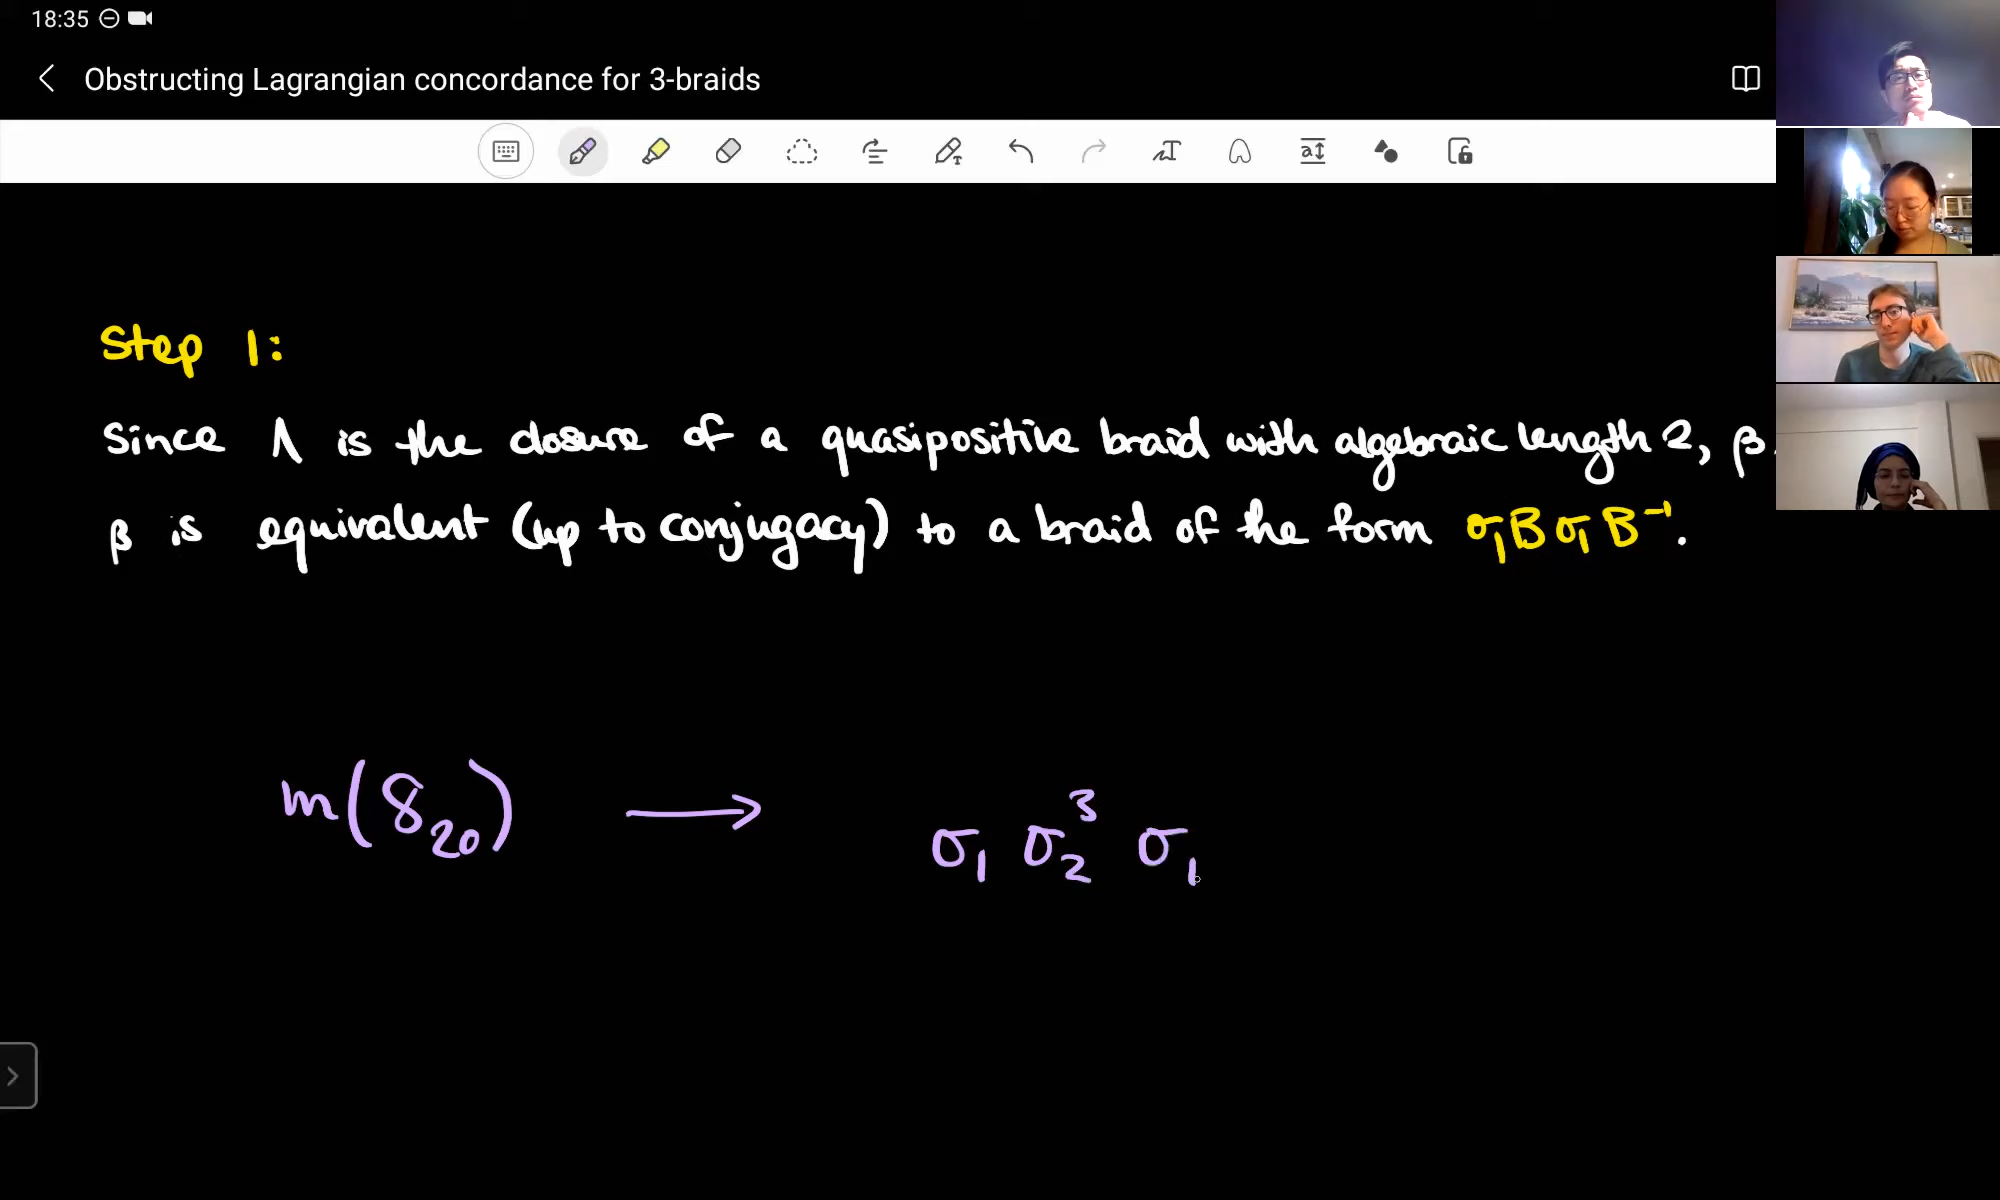 18:35
Obstructing Lagrangian concordance for 3-braids
Step 1:
Since Λ is the closure of a quasipositive braid with algebraic length 2, β
β is equivalent (up to conjugacy) to a braid of the form σ₁Bσ₁B⁻¹.
m(8₂₀) → σ₁ σ₂³ σ₁